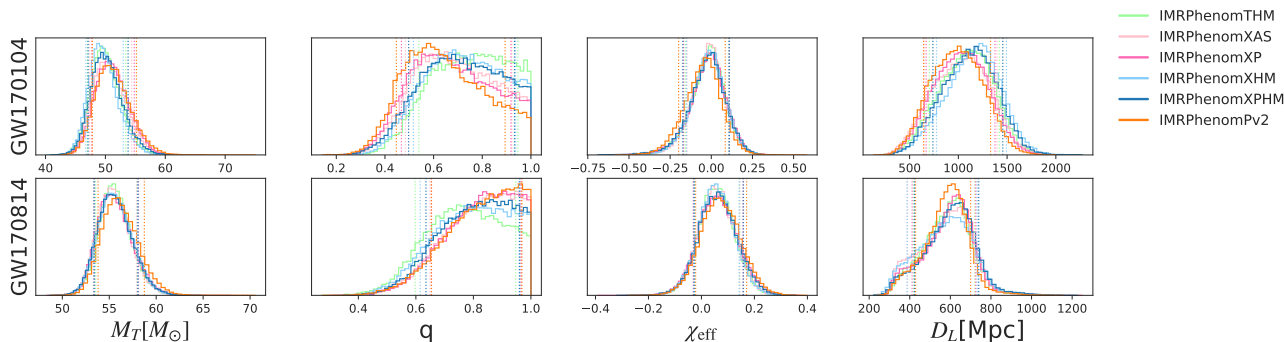 GW170104
40 50 60 70
0.2 0.4 0.6 0.8 1.0
−0.75 −0.50 −0.25 0.00 0.25 0.50
500 1000 1500 2000
IMRPhenomTHM
IMRPhenomXAS
IMRPhenomXP
IMRPhenomXHM
IMRPhenomXPHM
IMRPhenomPv2
GW170814
50 55 60 65 70
0.4 0.6 0.8 1.0
−0.4 −0.2 0.0 0.2 0.4
200 400 600 800 1000 1200
M_T[M_⊙]
q
χ_eff
D_L[Mpc]